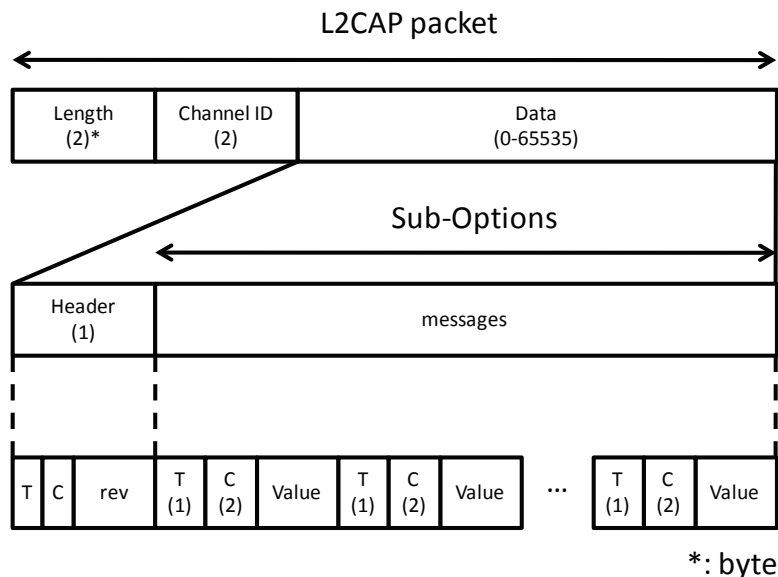 L2CAP packet
Length
(2)*
Channel ID
(2)
Data
(0-65535)
Sub-Options
Header
(1)
messages
T
C
rev
T
(1)
C
(2)
Value
T
(1)
C
(2)
Value
...
T
(1)
C
(2)
Value
*: byte